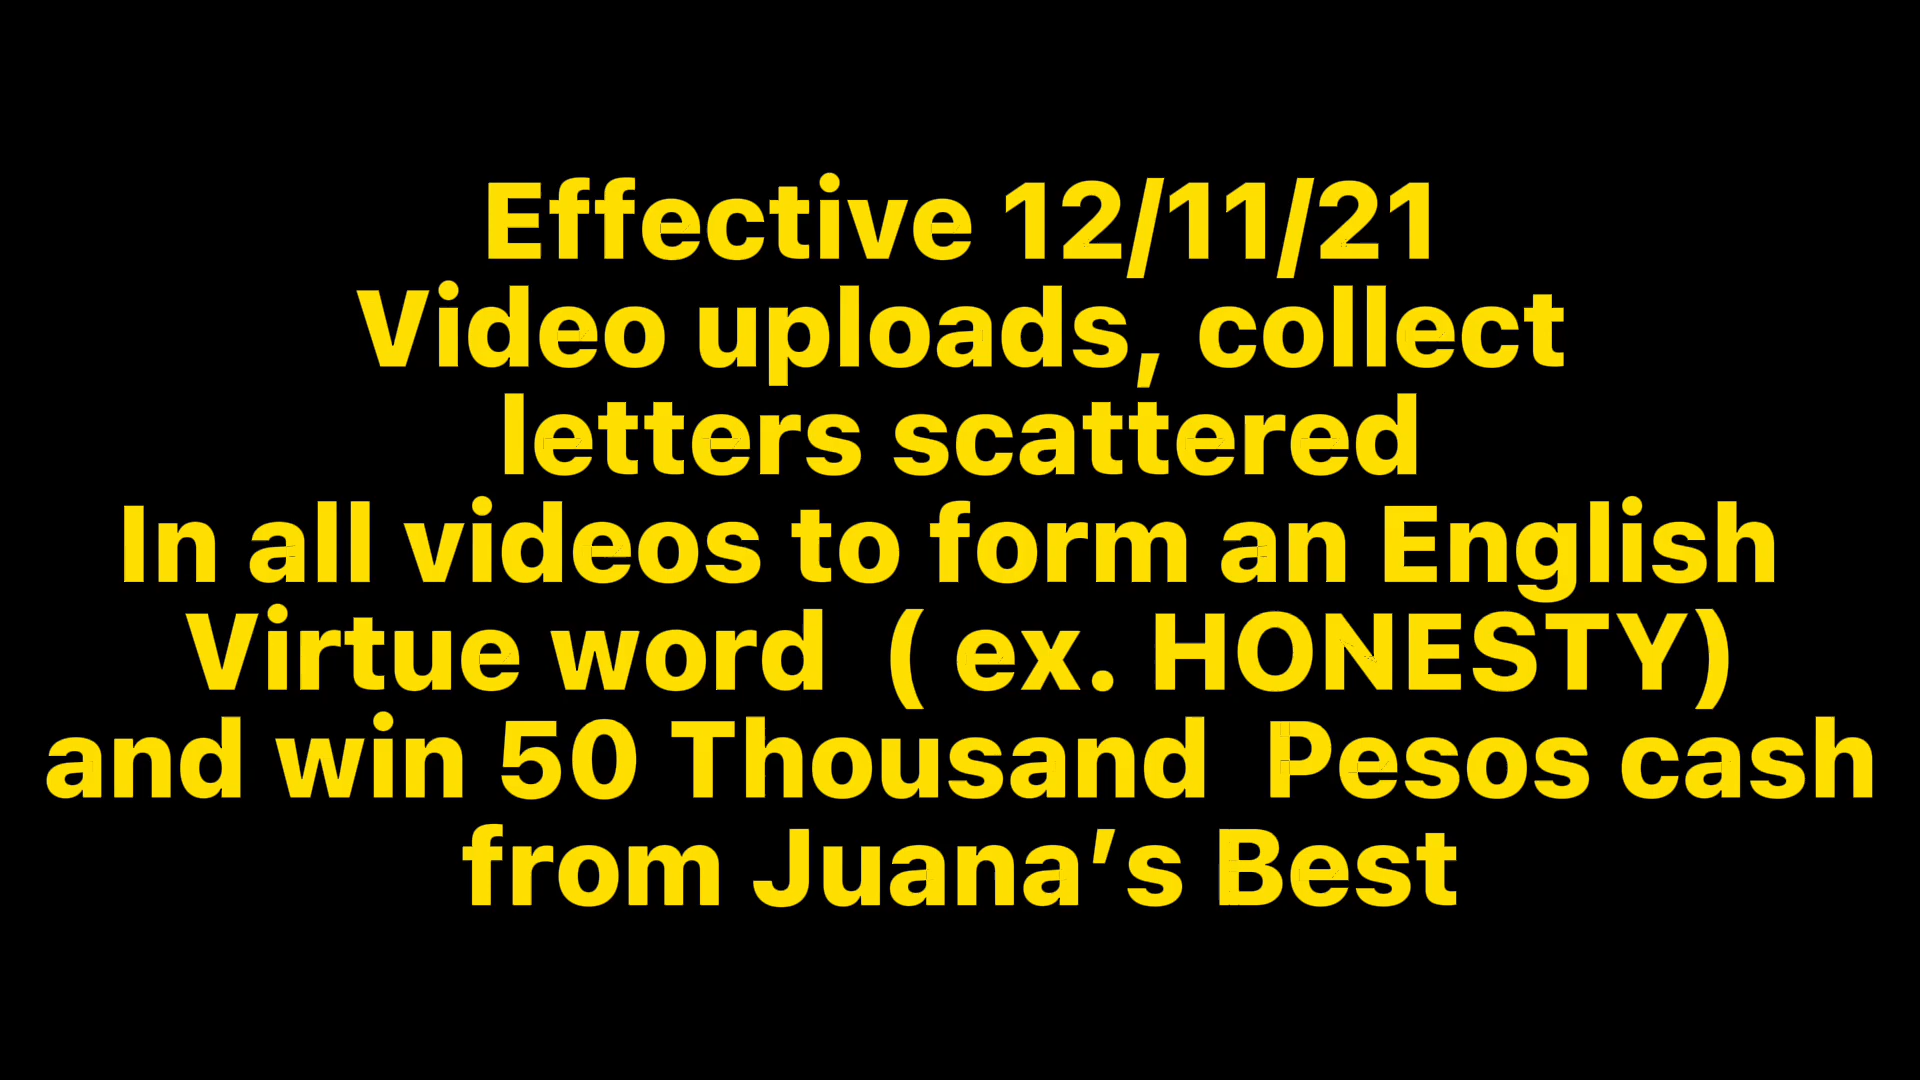 Effective 12/11/21
Video uploads, collect
letters scattered
In all videos to form an English
Virtue word  ( ex. HONESTY)
and win 50 Thousand  Pesos cash
from Juana’s Best